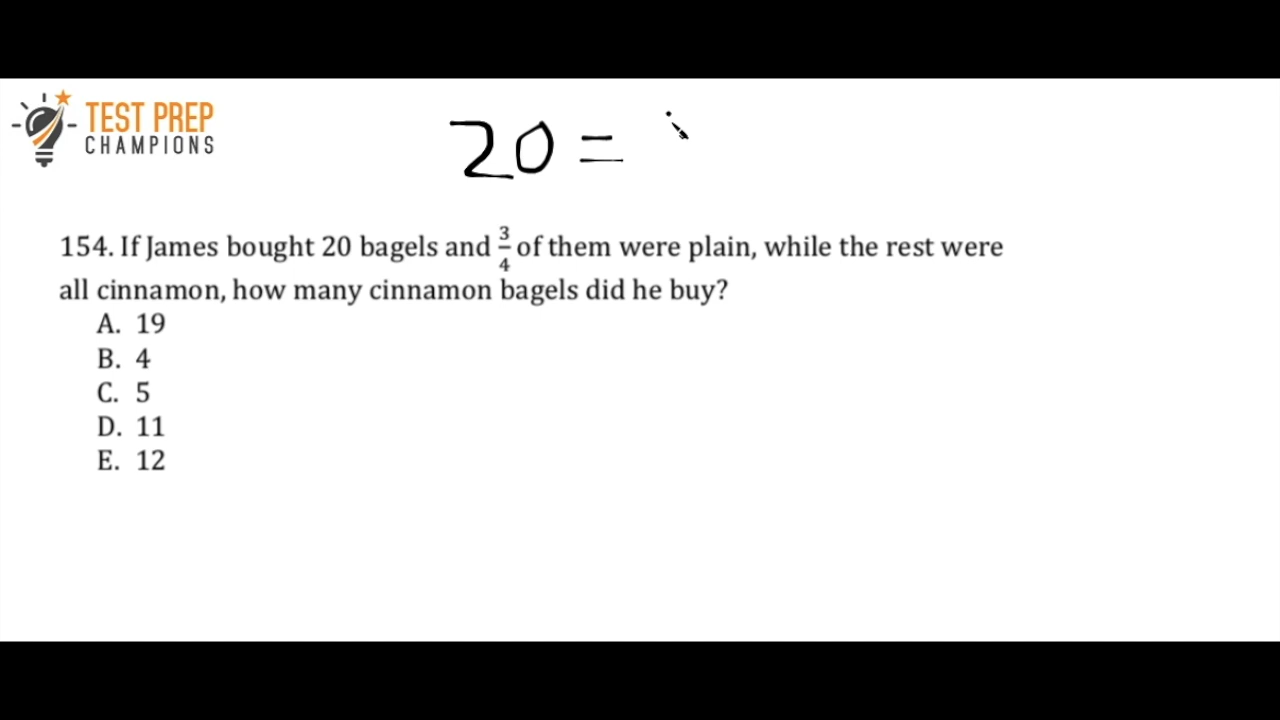 TEST PREP
CHAMPIONS
20 =
154. If James bought 20 bagels and 3/4 of them were plain, while the rest were
all cinnamon, how many cinnamon bagels did he buy?
A. 19
B. 4
C. 5
D. 11
E. 12